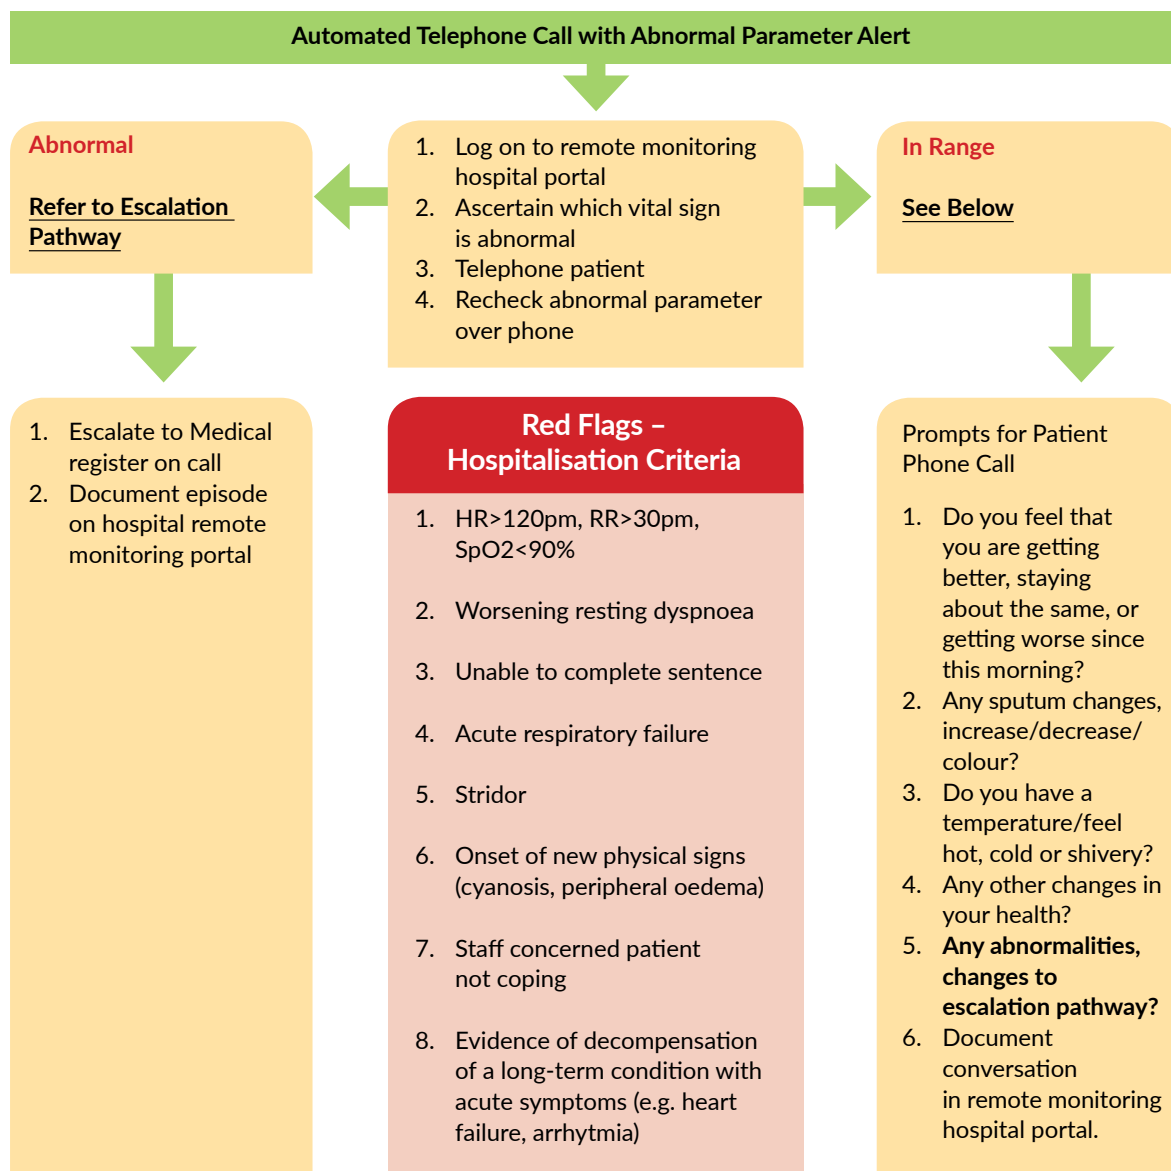 Automated Telephone Call with Abnormal Parameter Alert
Abnormal
Refer to Escalation
Pathway
1. Log on to remote monitoring
hospital portal
2. Ascertain which vital sign
is abnormal
3. Telephone patient
4. Recheck abnormal parameter
over phone
In Range
See Below
1. Escalate to Medical
register on call
2. Document episode
on hospital remote
monitoring portal
Red Flags –
Hospitalisation Criteria
1. HR>120pm, RR>30pm,
SpO2<90%
2. Worsening resting dyspnoea
3. Unable to complete sentence
4. Acute respiratory failure
5. Stridor
6. Onset of new physical signs
(cyanosis, peripheral oedema)
7. Staff concerned patient
not coping
8. Evidence of decompensation
of a long-term condition with
acute symptoms (e.g. heart
failure, arrhytmia)
Prompts for Patient
Phone Call
1. Do you feel that
you are getting
better, staying
about the same, or
getting worse since
this morning?
2. Any sputum changes,
increase/decrease/
colour?
3. Do you have a
temperature/feel
hot, cold or shivery?
4. Any other changes in
your health?
5. Any abnormalities,
changes to
escalation pathway?
6. Document
conversation
in remote monitoring
hospital portal.